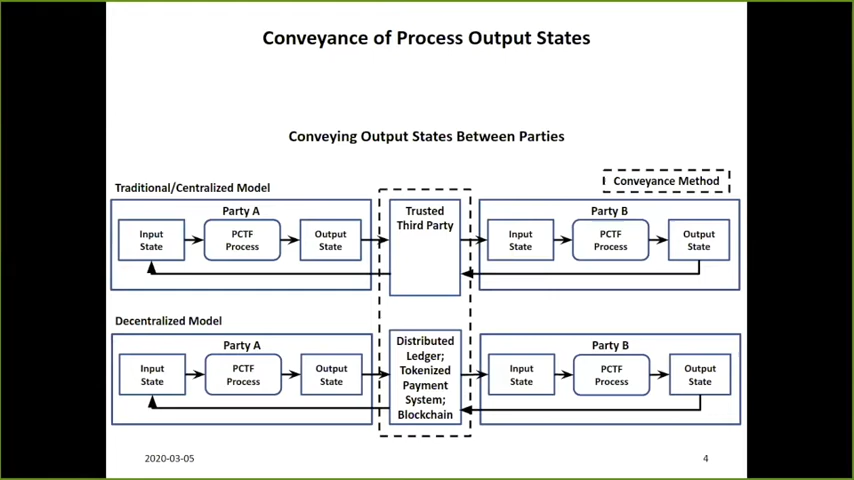 Conveyance of Process Output States
Conveying Output States Between Parties
Conveyance Method
Traditional/Centralized Model
Party A
Input
State
PCTF
Process
Output
State
Trusted
Third Party
Party B
Input
State
PCTF
Process
Output
State
Decentralized Model
Party A
Input
State
PCTF
Process
Output
State
Distributed
Ledger;
Tokenized
Payment
System;
Blockchain
Party B
Input
State
PCTF
Process
Output
State
2020-03-05
4